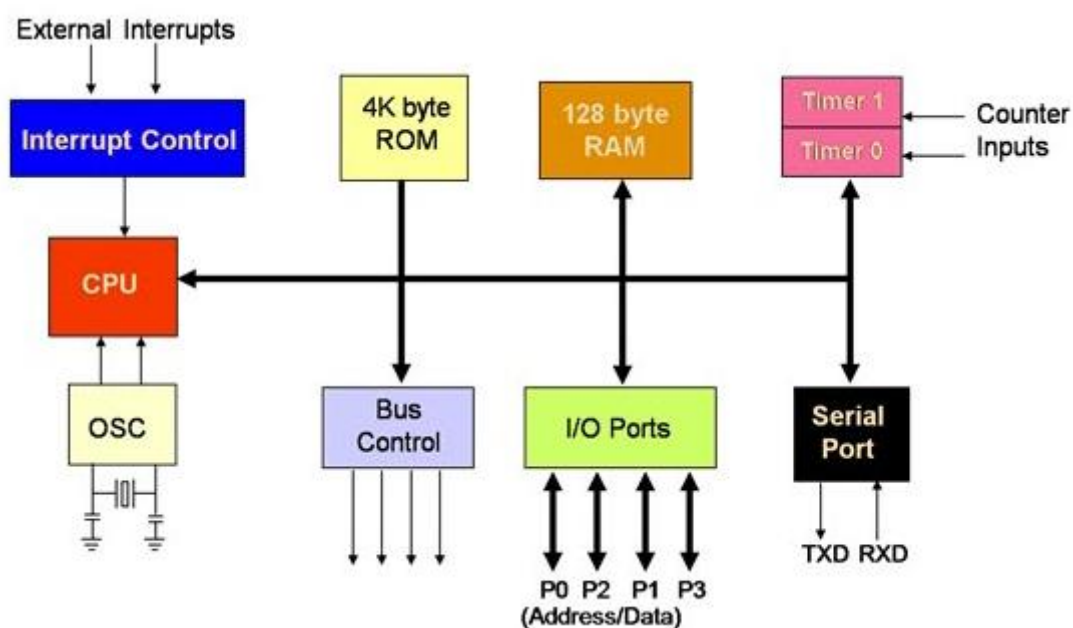 External Interrupts
Interrupt Control
4K byte
ROM
128 byte
RAM
Timer 1
Timer 0
Counter
Inputs
CPU
OSC
Bus
Control
I/O Ports
Serial
Port
TXD RXD
P0 P2 P1 P3
(Address/Data)